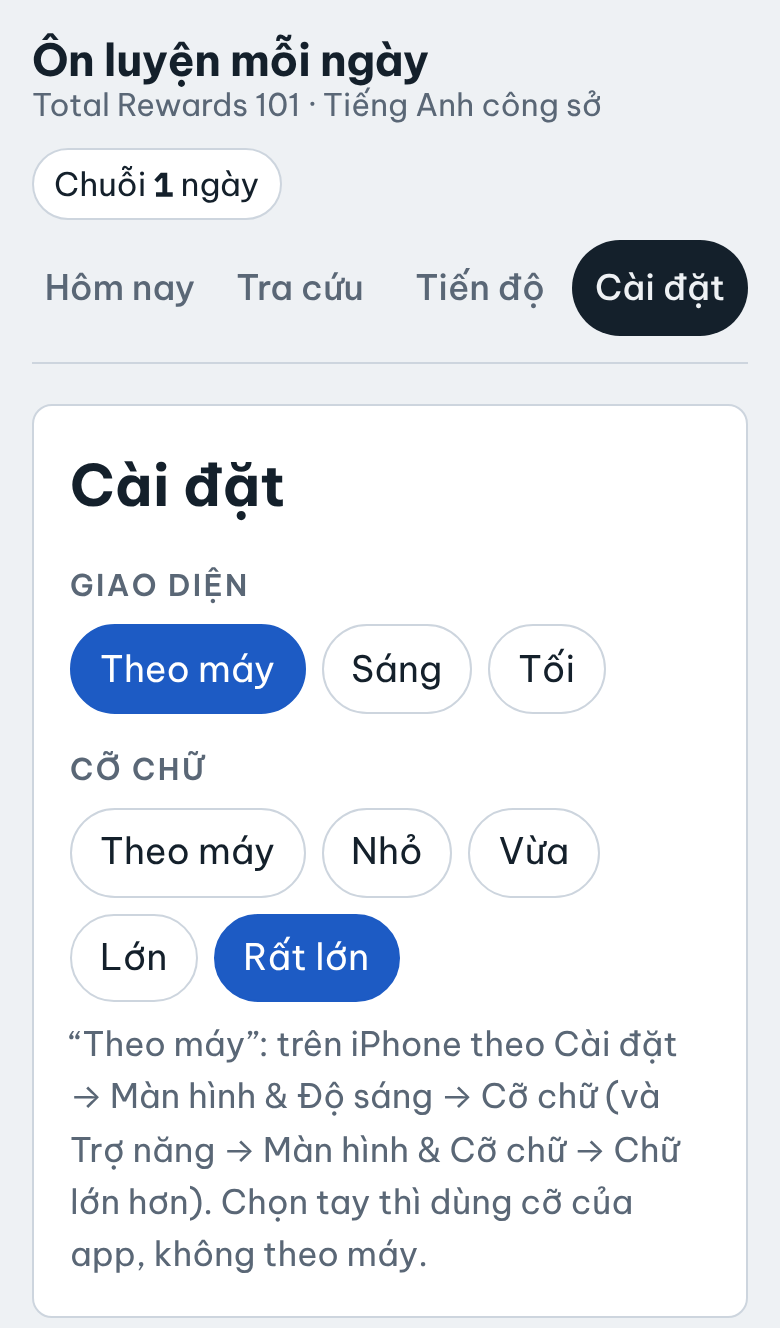 Ôn luyện mỗi ngày
Total Rewards 101 · Tiếng Anh công sở
Chuỗi 1 ngày
Hôm nay Tra cứu Tiến độ Cài đặt
Cài đặt
GIAO DIỆN
Theo máy Sáng Tối
CỠ CHỮ
Theo máy Nhỏ Vừa
Lớn Rất lớn
“Theo máy”: trên iPhone theo Cài đặt
→ Màn hình & Độ sáng → Cỡ chữ (và
Trợ năng → Màn hình & Cỡ chữ → Chữ
lớn hơn). Chọn tay thì dùng cỡ của
app, không theo máy.